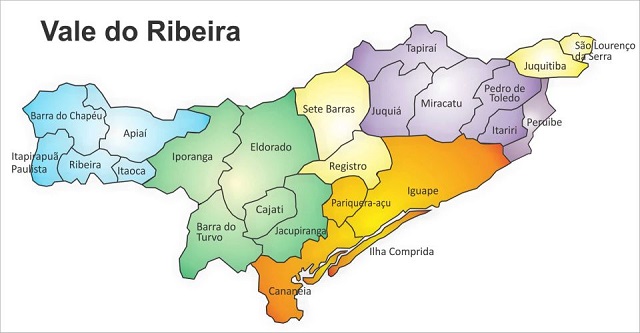 Vale do Ribeira
São Lourenço
da Serra
Tapiraí
Juquitiba
Pedro de
Toledo
Miracatu
Juquiá
Sete Barras
Barra do Chapéu
Apiaí
Peruibe
Itariri
Eldorado
Iporanga
Itapirapuã
Paulista
Ribeira
Itaoca
Registro
Iguape
Pariquera-açu
Cajati
Barra do
Turvo
Jacupiranga
Ilha Comprida
Cananéia